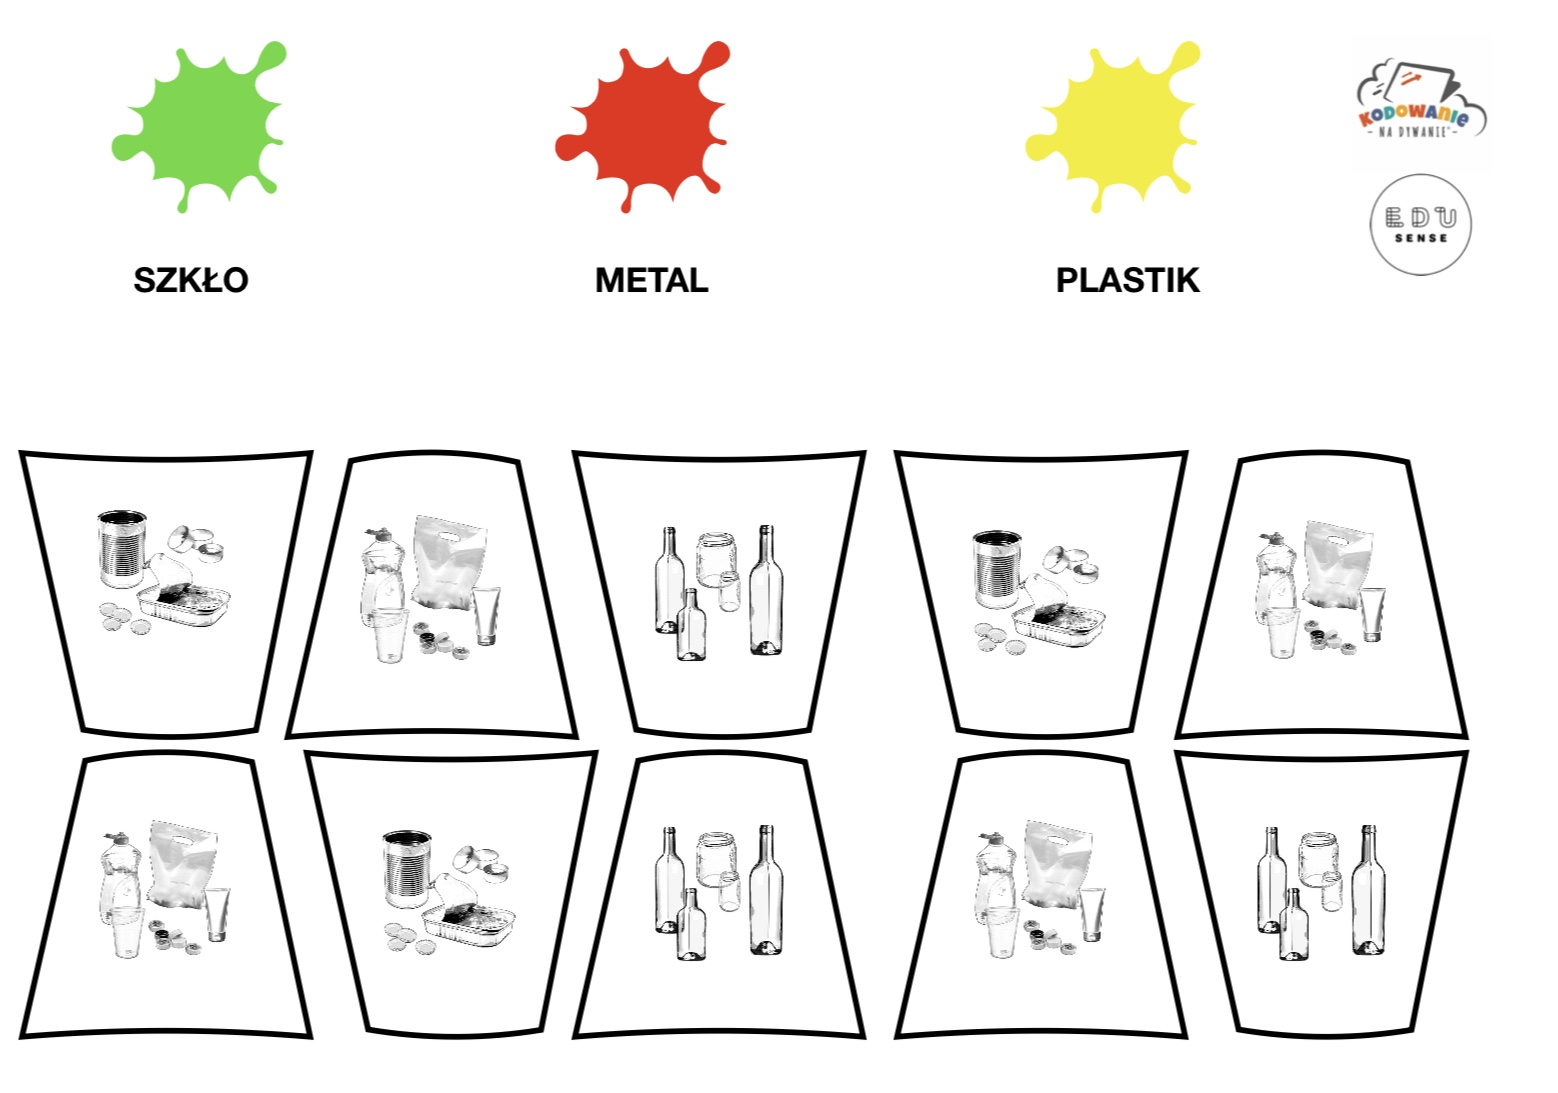 SZKŁO
METAL
PLASTIK
KODOWANIE
- NA DYWANIE® -
EDU
SENSE